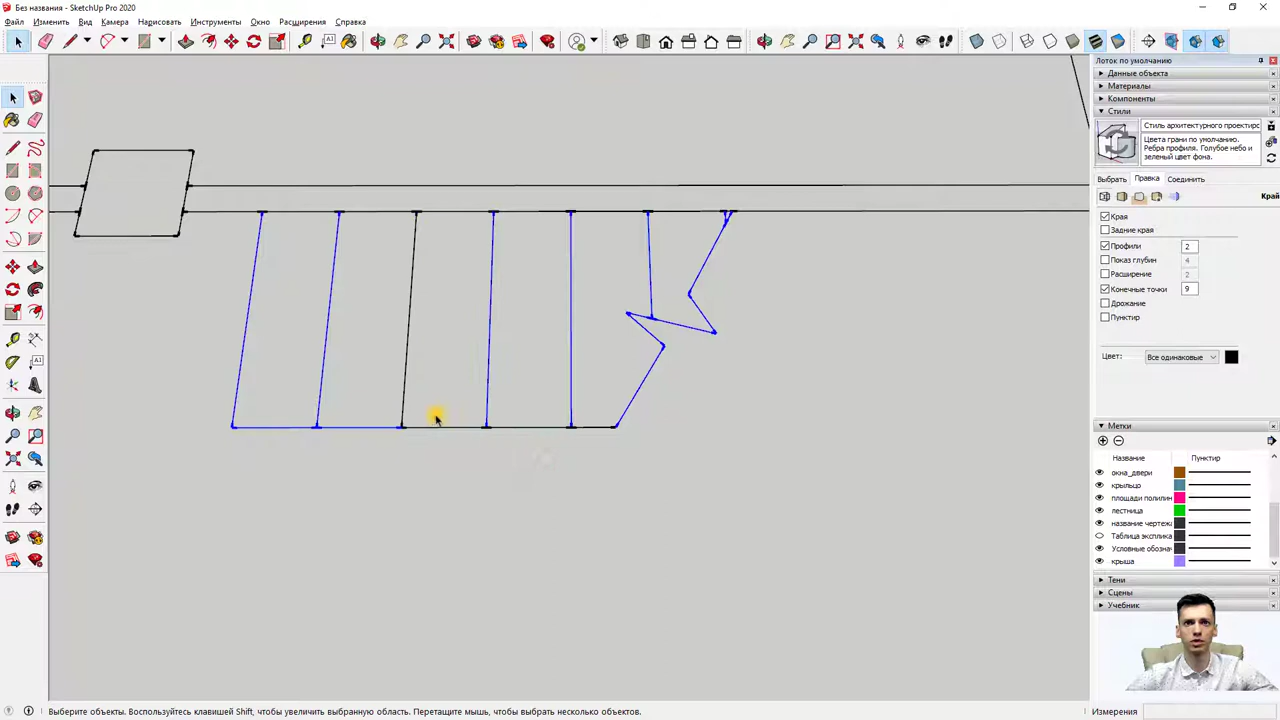 Без названия - SketchUp Pro 2020
Файл Изменить Вид Камера Нарисовать Инструменты Окно Расширения Справка
Лоток по умолчанию
Данные объекта
Материалы
Компоненты
Стили
Стиль архитектурного проектирс
Цвета грани по умолчанию.
Ребра профиля. Голубое небо и
зеленый цвет фона.
Выбрать Правка Соединить
Край
Края
Задние края
Профили 2
Показ глубин 4
Расширение 2
Конечные точки 9
Дрожание
Пунктир
Цвет: Все одинаковые
Метки
Название Пунктир
окна_двери
крыльцо
площади полилин
лестница
название чертежа
Таблица эксплика
Условные обознач
крыша
Тени
Сцены
Учебник
Выберите объекты. Воспользуйтесь клавишей Shift, чтобы увеличить выбранную область. Перетащите мышь, чтобы выбрать несколько объектов.
Измерения